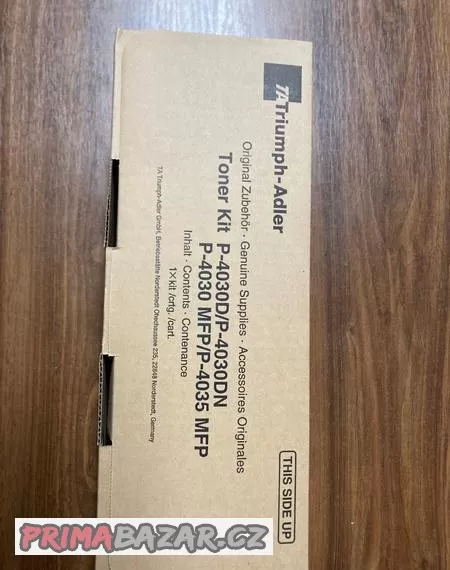 TA Triumph-Adler
Original Zubehör · Genuine Supplies · Accessoires Originales
Toner Kit P-4030D/P-4030DN
P-4030 MFP/P-4035 MFP
Inhalt · Contents · Contenance
1× kit /ortg. /cart.
TA Triumph-Adler GmbH, Betriebsstätte Norderstedt Ohechaussee 235, 22848 Norderstedt, Germany
THIS SIDE UP
PRIMABAZAR.CZ